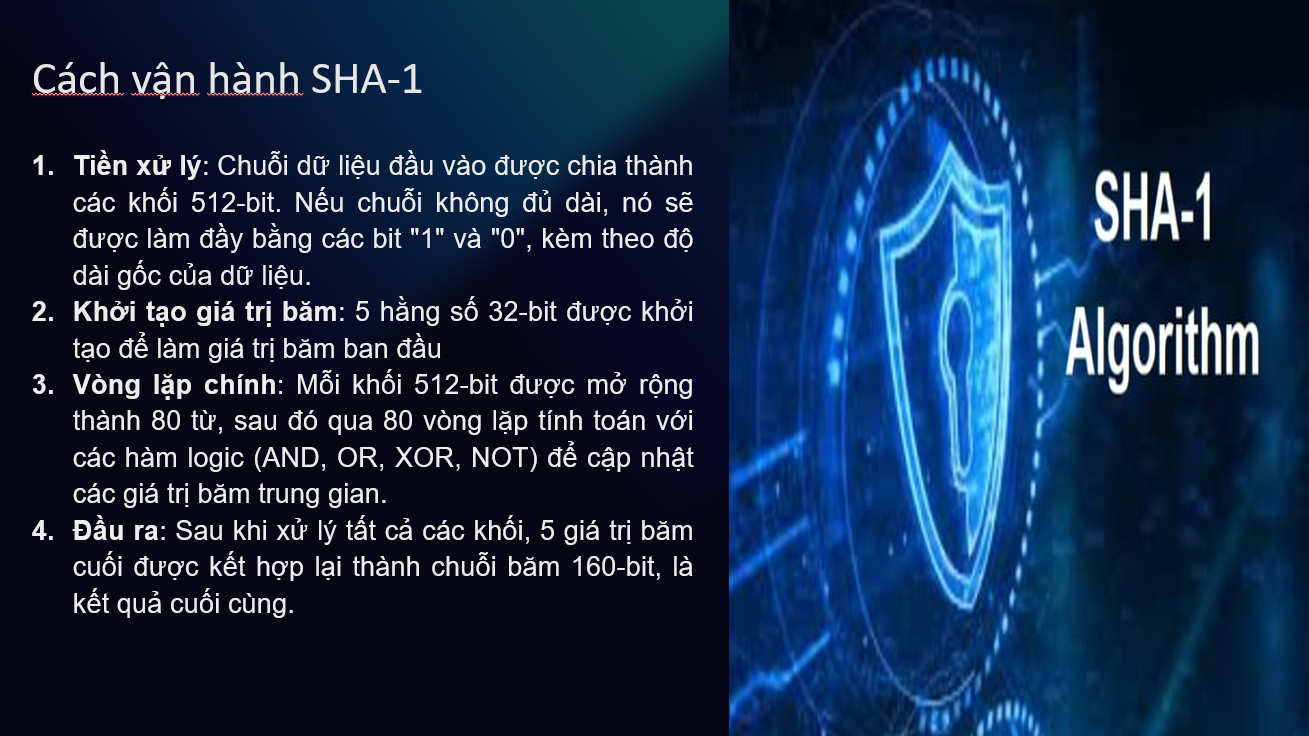 Cách vận hành SHA-1
1. Tiền xử lý: Chuỗi dữ liệu đầu vào được chia thành
các khối 512-bit. Nếu chuỗi không đủ dài, nó sẽ
được làm đầy bằng các bit "1" và "0", kèm theo độ
dài gốc của dữ liệu.
2. Khởi tạo giá trị băm: 5 hằng số 32-bit được khởi
tạo để làm giá trị băm ban đầu
3. Vòng lặp chính: Mỗi khối 512-bit được mở rộng
thành 80 từ, sau đó qua 80 vòng lặp tính toán với
các hàm logic (AND, OR, XOR, NOT) để cập nhật
các giá trị băm trung gian.
4. Đầu ra: Sau khi xử lý tất cả các khối, 5 giá trị băm
cuối được kết hợp lại thành chuỗi băm 160-bit, là
kết quả cuối cùng.
SHA-1
Algorithm